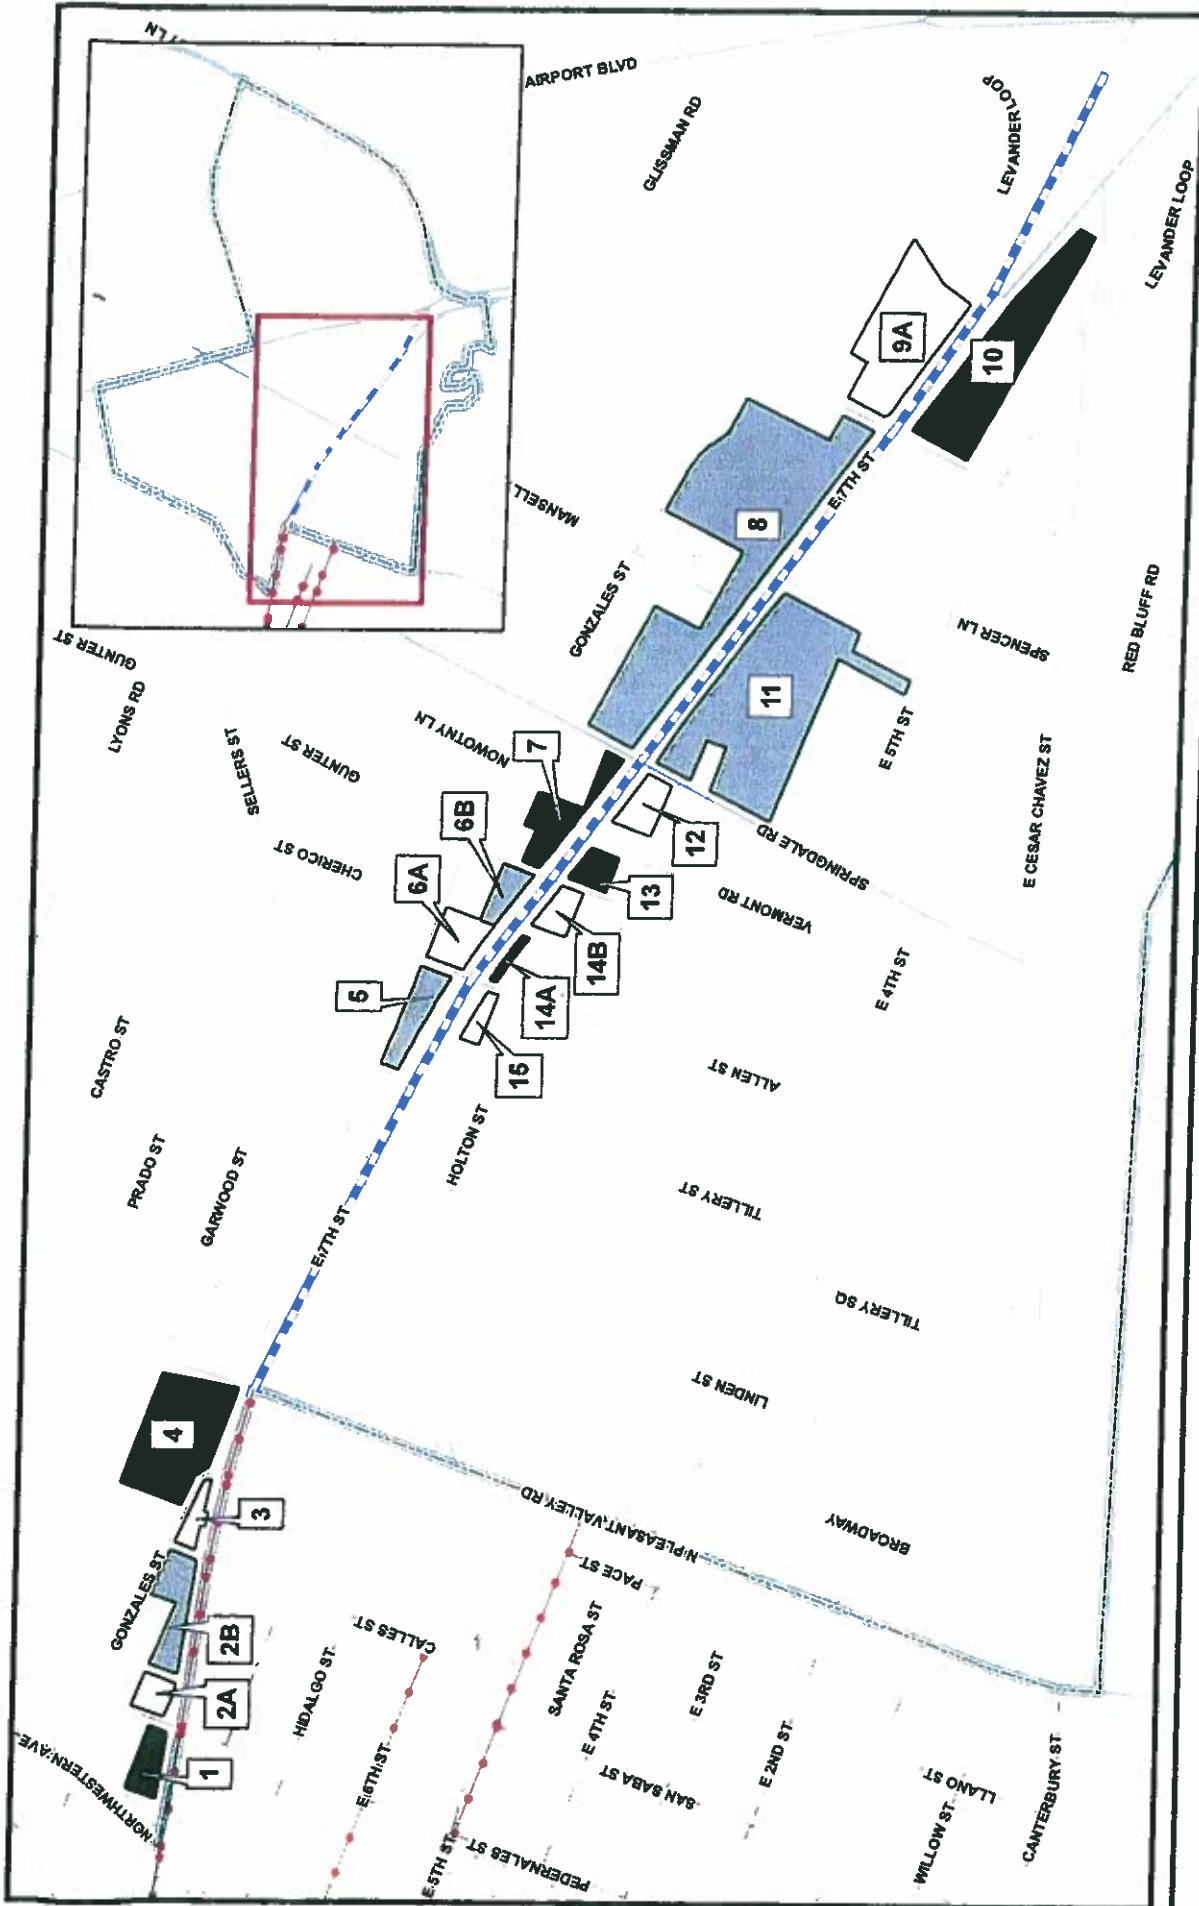 LN
AIRPORT BLVD
GLISSMAN RD
LEVANDER LOOP
LEVANDER LOOP
GUNTER ST
LYONS RD
SELLERS ST
GUNTER ST
CHERICO ST
NOWOTNY LN
MANSELL
GONZALES ST
E 7TH ST
SPENCER LN
RED BLUFF RD
E 5TH ST
E CESAR CHAVEZ ST
SPRINGDALE RD
VERMONT RD
E 4TH ST
ALLEN ST
CASTRO ST
PRADO ST
GARWOOD ST
E 7TH ST
HOLTON ST
TILLERY ST
TILLERY SQ
LINDEN ST
BROADWAY
N PLEASANT VALLEY RD
GONZALES ST
NORTHWESTERN AVE
HIDALGO ST
CALLES ST
E 6TH ST
E 5TH ST
PEDERNALES ST
PACE ST
SANTA ROSA ST
E 4TH ST
SAN SABA ST
E 3RD ST
E 2ND ST
LLANO ST
WILLOW ST
CANTERBURY ST
1
2A
2B
3
4
5
6A
6B
7
8
9A
10
11
12
13
14B
14A
15